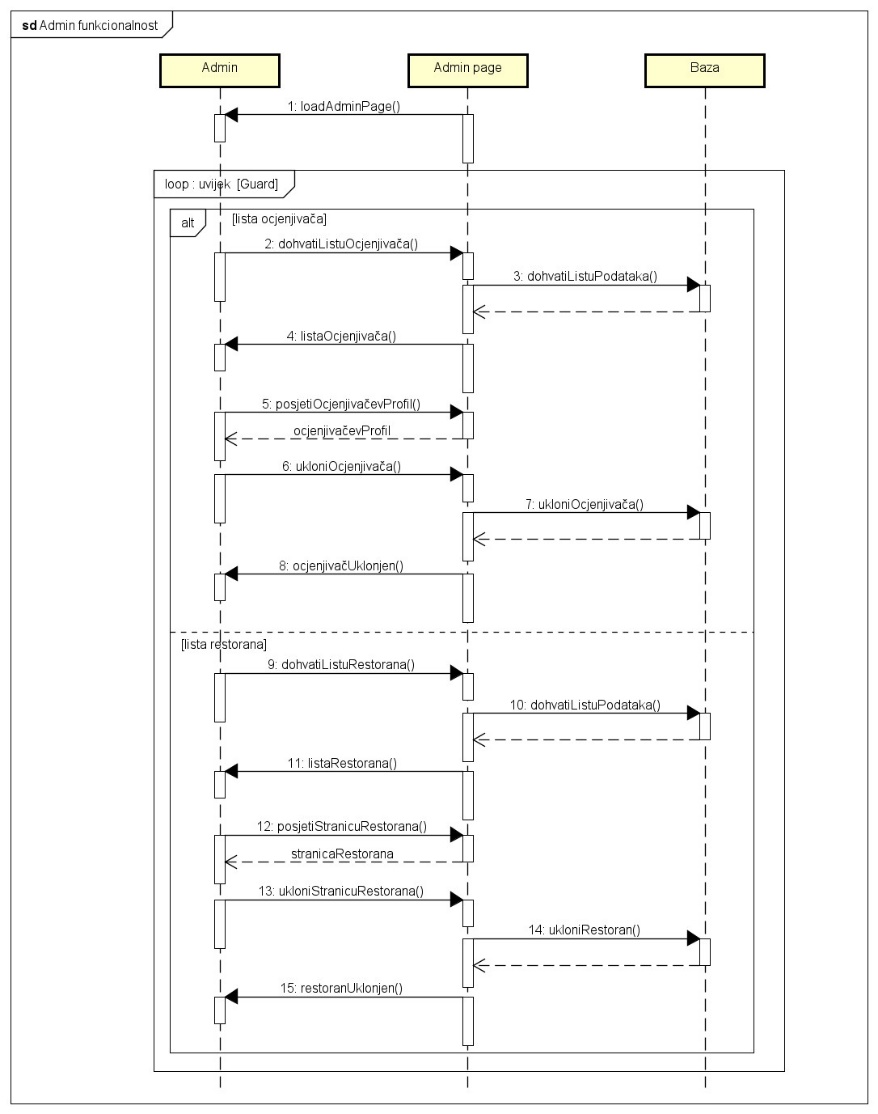 sd Admin funkcionalnost
Admin
Admin page
Baza
1: loadAdminPage()
loop : uvijek [Guard]
alt
[lista ocjenjivača]
2: dohvatiListuOcjenjivača()
3: dohvatiListuPodataka()
4: listaOcjenjivača()
5: posjetiOcjenjivačevProfil()
ocjenjivačevProfil
6: ukloniOcjenjivača()
7: ukloniOcjenjivača()
8: ocjenjivačUklonjen()
[lista restorana]
9: dohvatiListuRestorana()
10: dohvatiListuPodataka()
11: listaRestorana()
12: posjetiStranicuRestorana()
stranicaRestorana
13: ukloniStranicuRestorana()
14: ukloniRestoran()
15: restoranUklonjen()